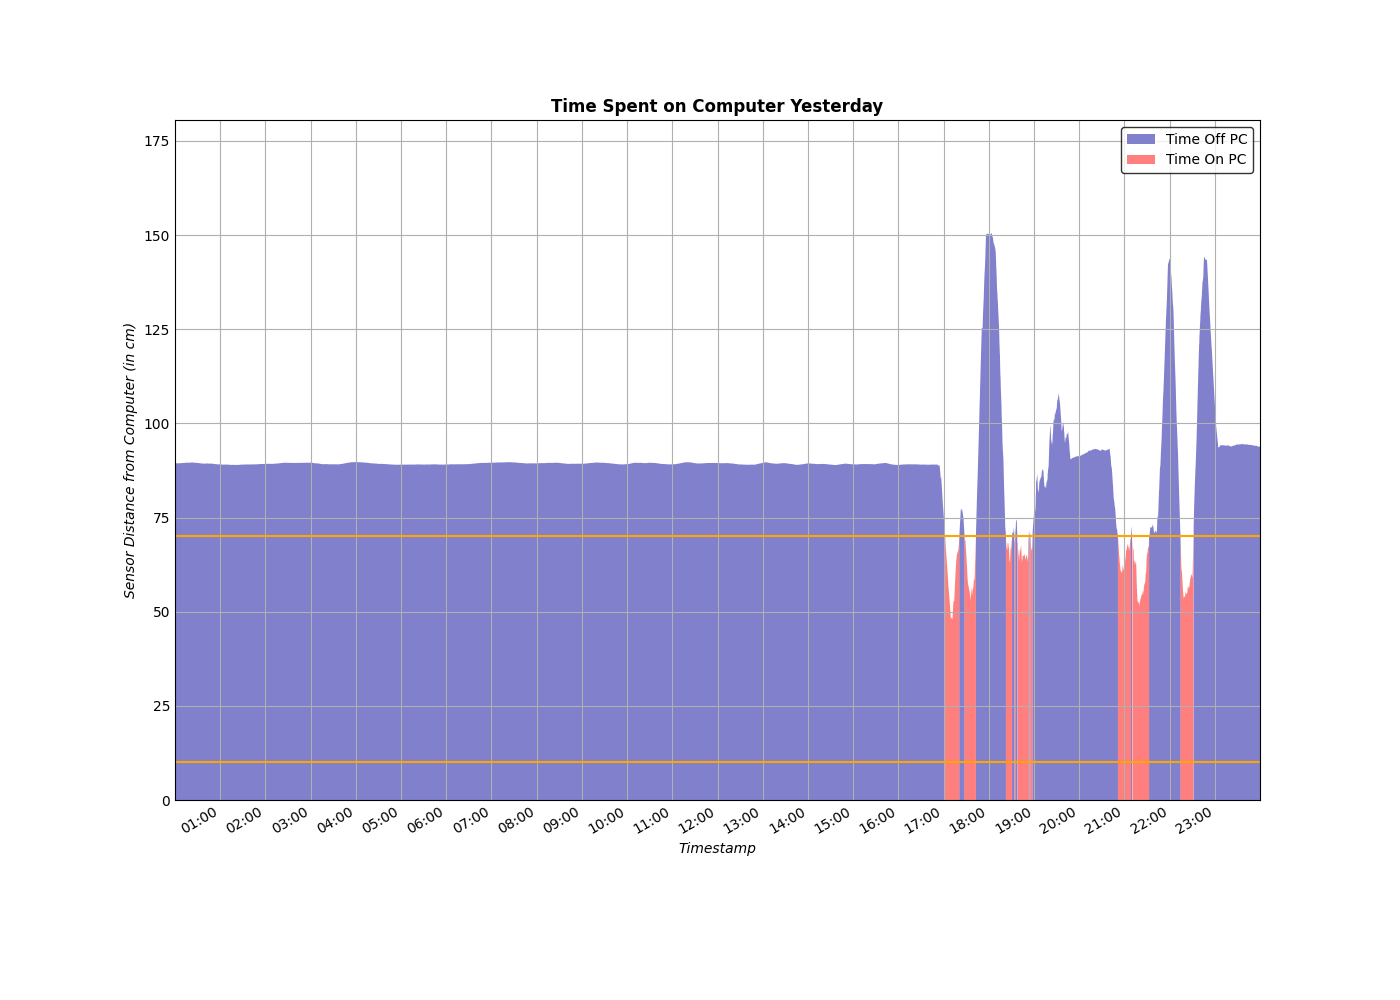 Time Spent on Computer Yesterday
Time Off PC
Time On PC
Sensor Distance from Computer (in cm)
175
150
125
100
75
50
25
0
01:00 02:00 03:00 04:00 05:00 06:00 07:00 08:00 09:00 10:00 11:00 12:00 13:00 14:00 15:00 16:00 17:00 18:00 19:00 20:00 21:00 22:00 23:00
Timestamp